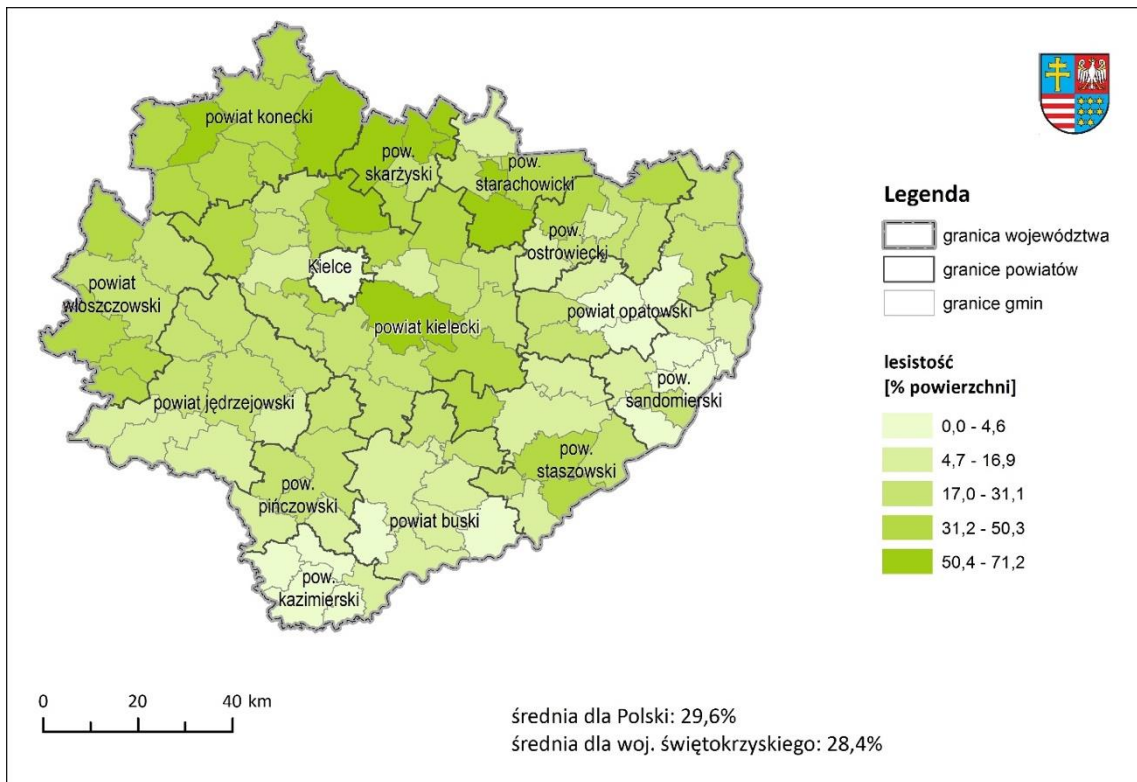 powiat konecki
pow.
skarżyski
pow.
starachowicki
pow.
ostrowiecki
Kielce
powiat
włoszczowski
powiat kielecki
powiat opatowski
powiat jędrzejowski
pow.
sandomierski
pow.
staszowski
pow.
pińczowski
powiat buski
pow.
kazimierski
Legenda
granica województwa
granice powiatów
granice gmin
lesistość
[% powierzchni]
0,0 - 4,6
4,7 - 16,9
17,0 - 31,1
31,2 - 50,3
50,4 - 71,2
0 20 40 km
średnia dla Polski: 29,6%
średnia dla woj. świętokrzyskiego: 28,4%